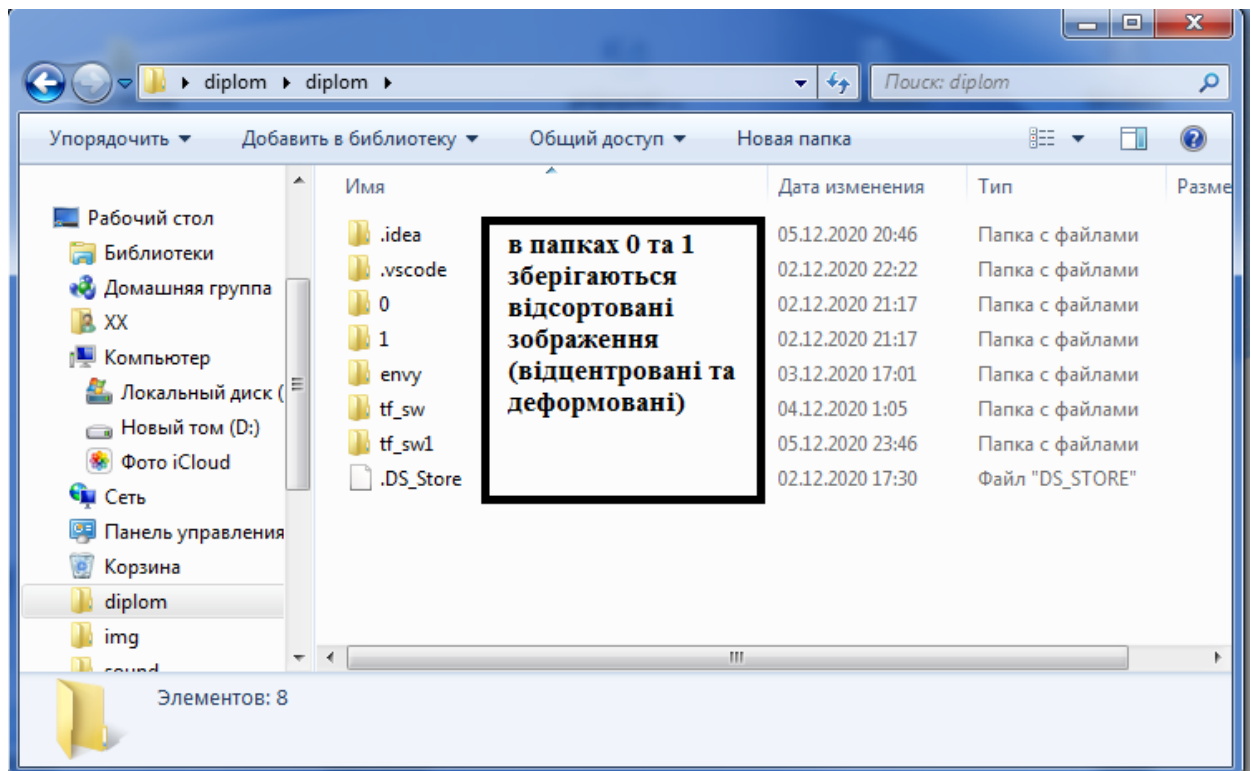 diplom ▸ diplom ▸
Поиск: diplom
Упорядочить Добавить в библиотеку Общий доступ Новая папка
Рабочий стол
Библиотеки
Домашняя группа
XX
Компьютер
Локальный диск (
Новый том (D:)
Фото iCloud
Сеть
Панель управления
Корзина
diplom
img
sound
Имя Дата изменения Тип Разме
.idea 05.12.2020 20:46 Папка с файлами
.vscode 02.12.2020 22:22 Папка с файлами
0 02.12.2020 21:17 Папка с файлами
1 02.12.2020 21:17 Папка с файлами
envy 03.12.2020 17:01 Папка с файлами
tf_sw 04.12.2020 1:05 Папка с файлами
tf_sw1 05.12.2020 23:46 Папка с файлами
.DS_Store 02.12.2020 17:30 Файл "DS_STORE"
в папках 0 та 1
зберігаються
відсортовані
зображення
(відцентровані та
деформовані)
Элементов: 8